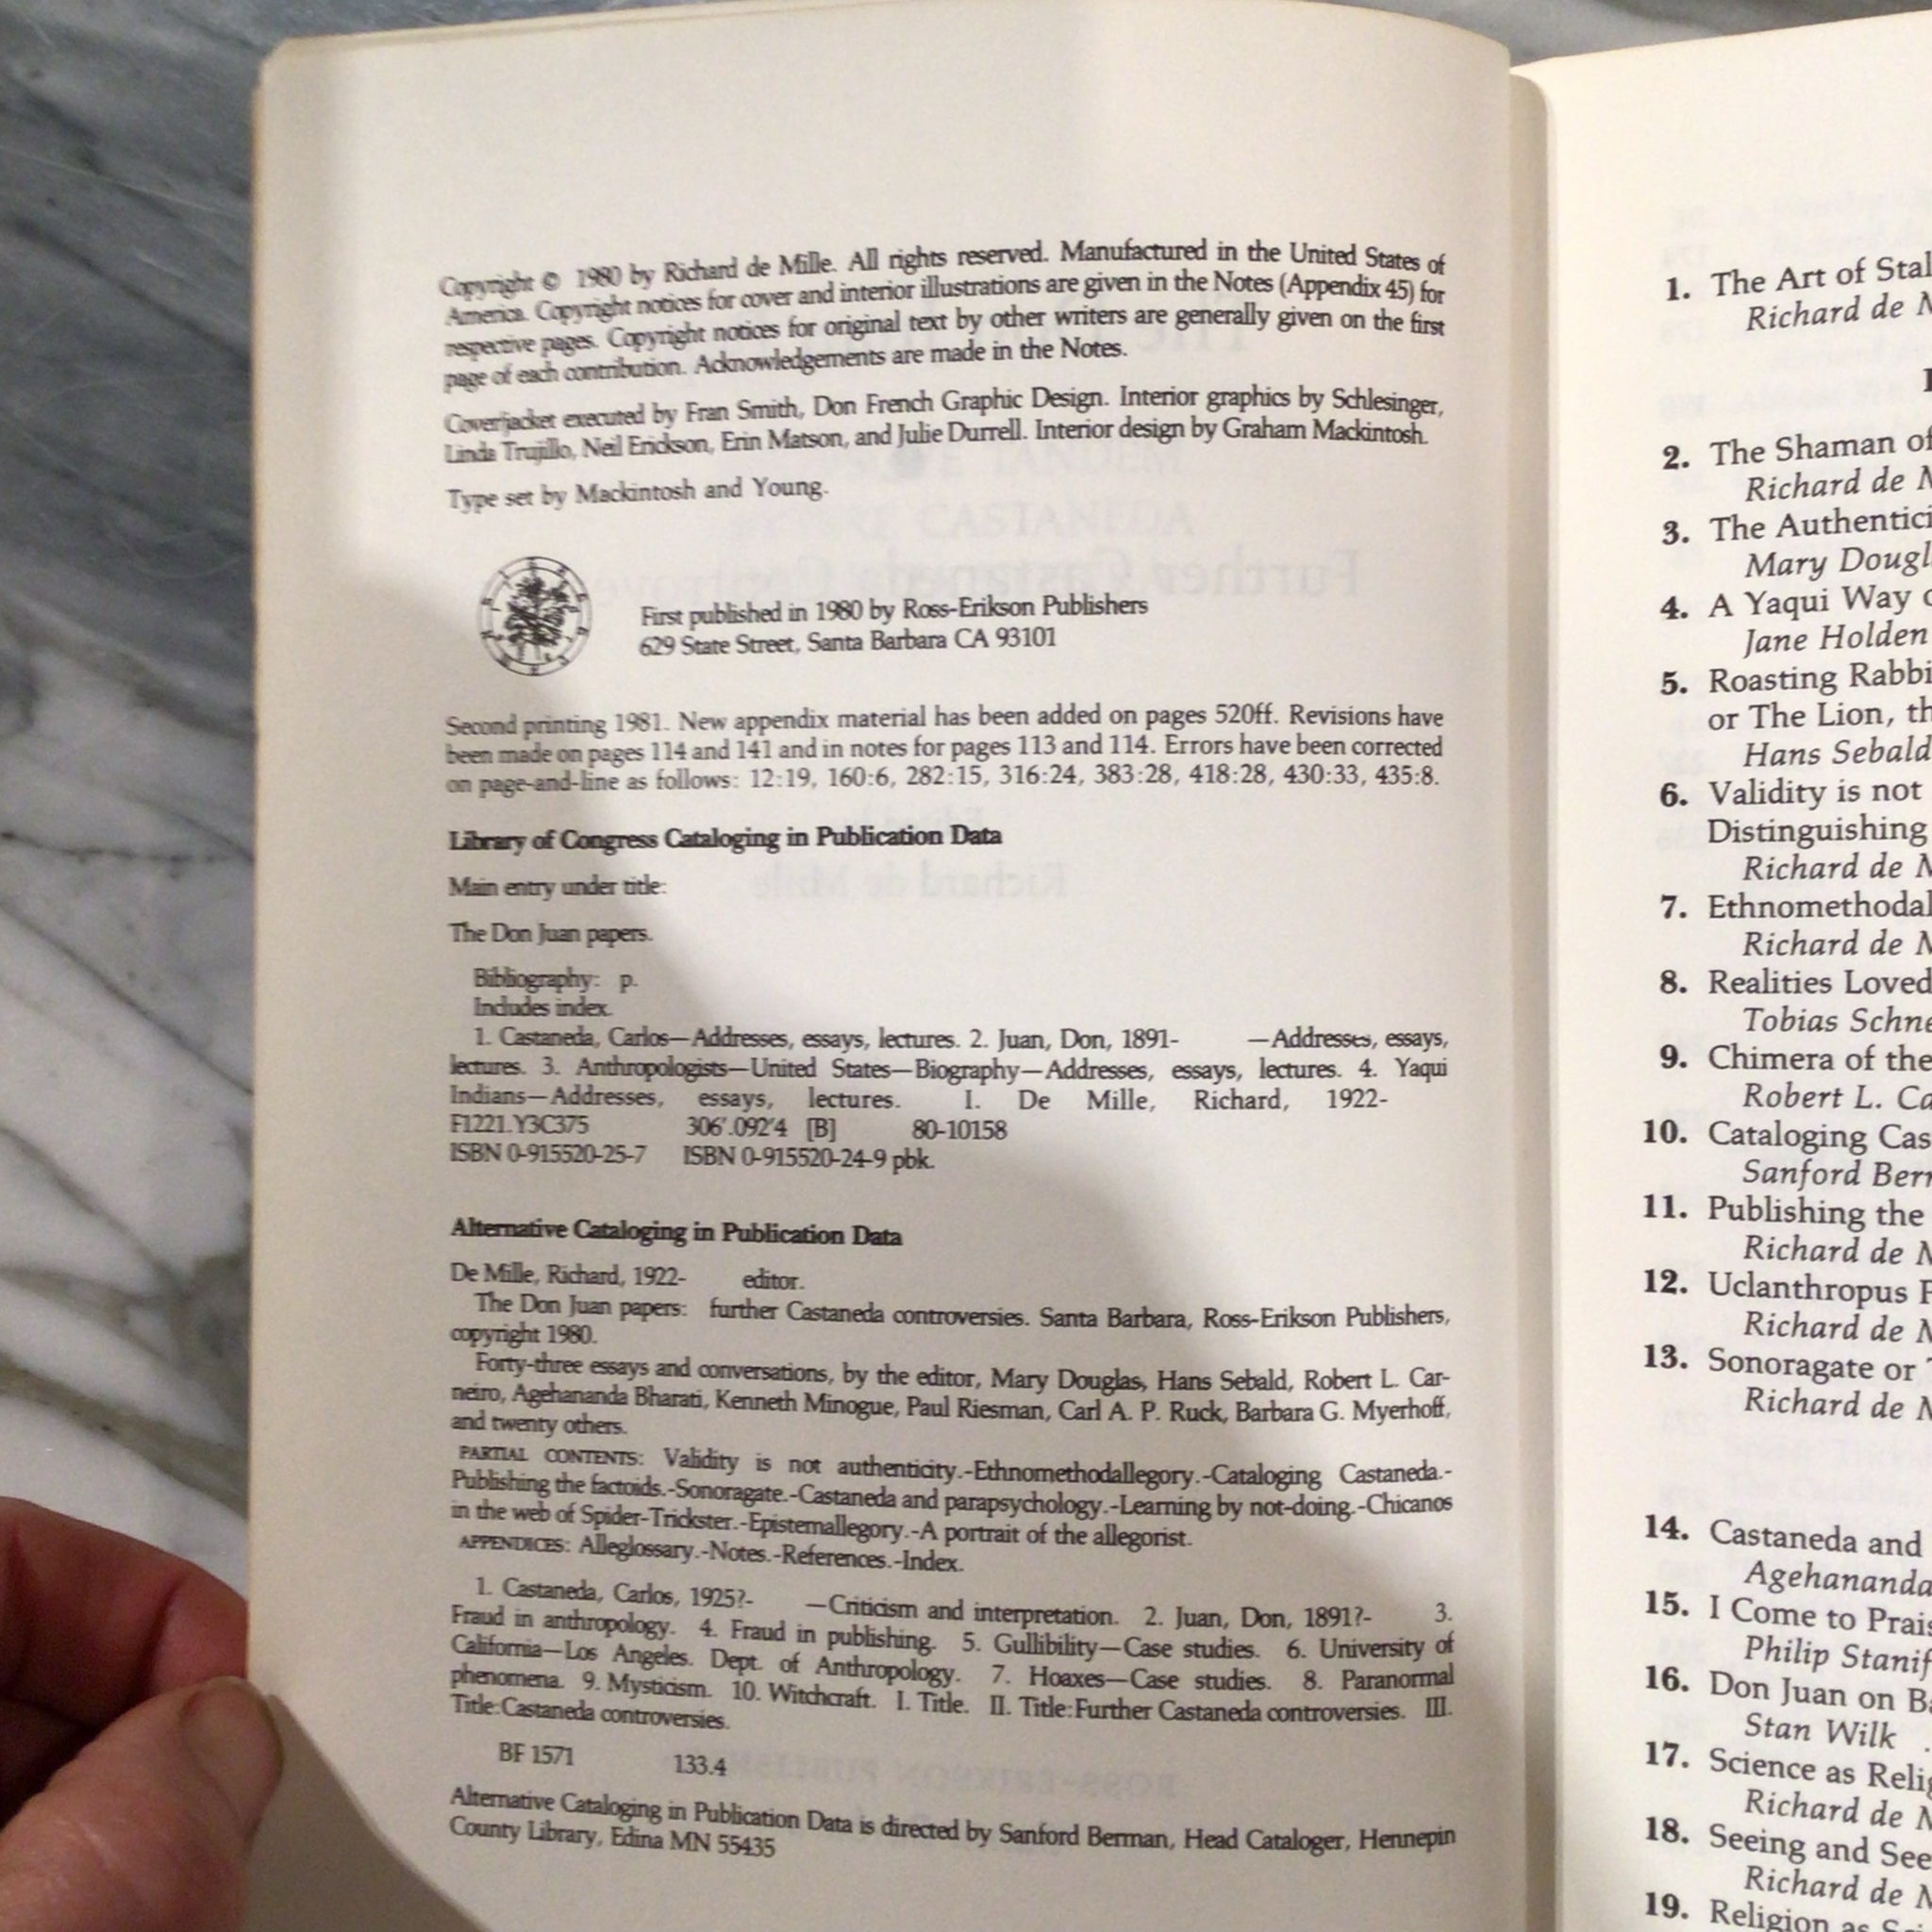 Copyright © 1980 by Richard de Mille. All rights reserved. Manufactured in the United States of
America. Copyright notices for cover and interior illustrations are given in the Notes (Appendix 45) for
respective pages. Copyright notices for original text by other writers are generally given on the first
page of each contribution. Acknowledgements are made in the Notes.
Cover/jacket executed by Fran Smith, Don French Graphic Design. Interior graphics by Schlesinger,
Linda Trujillo, Neil Erickson, Erin Matson, and Julie Durrell. Interior design by Graham Mackintosh.
Type set by Mackintosh and Young.
First published in 1980 by Ross-Erikson Publishers
629 State Street, Santa Barbara CA 93101
Second printing 1981. New appendix material has been added on pages 520ff. Revisions have
been made on pages 114 and 141 and in notes for pages 113 and 114. Errors have been corrected
on page-and-line as follows: 12:19, 160:6, 282:15, 316:24, 383:28, 418:28, 430:33, 435:8.
Library of Congress Cataloging in Publication Data
Main entry under title:
The Don Juan papers.
Bibliography: p.
Includes index.
1. Castaneda, Carlos—Addresses, essays, lectures. 2. Juan, Don, 1891- —Addresses, essays,
lectures. 3. Anthropologists—United States—Biography—Addresses, essays, lectures. 4. Yaqui
Indians—Addresses, essays, lectures. I. De Mille, Richard, 1922-
F1221.Y3C375 306'.092'4 [B] 80-10158
ISBN 0-915520-25-7 ISBN 0-915520-24-9 pbk.
Alternative Cataloging in Publication Data
De Mille, Richard, 1922- editor.
The Don Juan papers: further Castaneda controversies. Santa Barbara, Ross-Erikson Publishers,
copyright 1980.
Forty-three essays and conversations, by the editor, Mary Douglas, Hans Sebald, Robert L. Car-
neiro, Agehananda Bharati, Kenneth Minogue, Paul Riesman, Carl A. P. Ruck, Barbara G. Myerhoff,
and twenty others.
PARTIAL CONTENTS: Validity is not authenticity.-Ethnomethodallegory.-Cataloging Castaneda.-
Publishing the factoids.-Sonoragate.-Castaneda and parapsychology.-Learning by not-doing.-Chicanos
in the web of Spider-Trickster.-Epistemallegory.-A portrait of the allegorist.
APPENDICES: Alleglossary.-Notes.-References.-Index.
1. Castaneda, Carlos, 1925?- —Criticism and interpretation. 2. Juan, Don, 1891?- 3.
Fraud in anthropology. 4. Fraud in publishing. 5. Gullibility—Case studies. 6. University of
California—Los Angeles. Dept. of Anthropology. 7. Hoaxes—Case studies. 8. Paranormal
phenomena. 9. Mysticism. 10. Witchcraft. I. Title. II. Title:Further Castaneda controversies. III.
Title:Castaneda controversies.
BF 1571 133.4
Alternative Cataloging in Publication Data is directed by Sanford Berman, Head Cataloger, Hennepin
County Library, Edina MN 55435
1. The Art of Stal
Richard de M
2. The Shaman of
Richard de M
3. The Authentici
Mary Dougl
4. A Yaqui Way o
Jane Holden
5. Roasting Rabbi
or The Lion, th
Hans Sebald
6. Validity is not
Distinguishing
Richard de M
7. Ethnomethodal
Richard de M
8. Realities Loved
Tobias Schne
9. Chimera of the
Robert L. Ca
10. Cataloging Cas
Sanford Berr
11. Publishing the
Richard de M
12. Uclanthropus P
Richard de M
13. Sonoragate or T
Richard de M
14. Castaneda and
Agehananda
15. I Come to Prais
Philip Stanif
16. Don Juan on Ba
Stan Wilk .
17. Science as Relig
Richard de M
18. Seeing and See
Richard de M
19. Religion as Sci